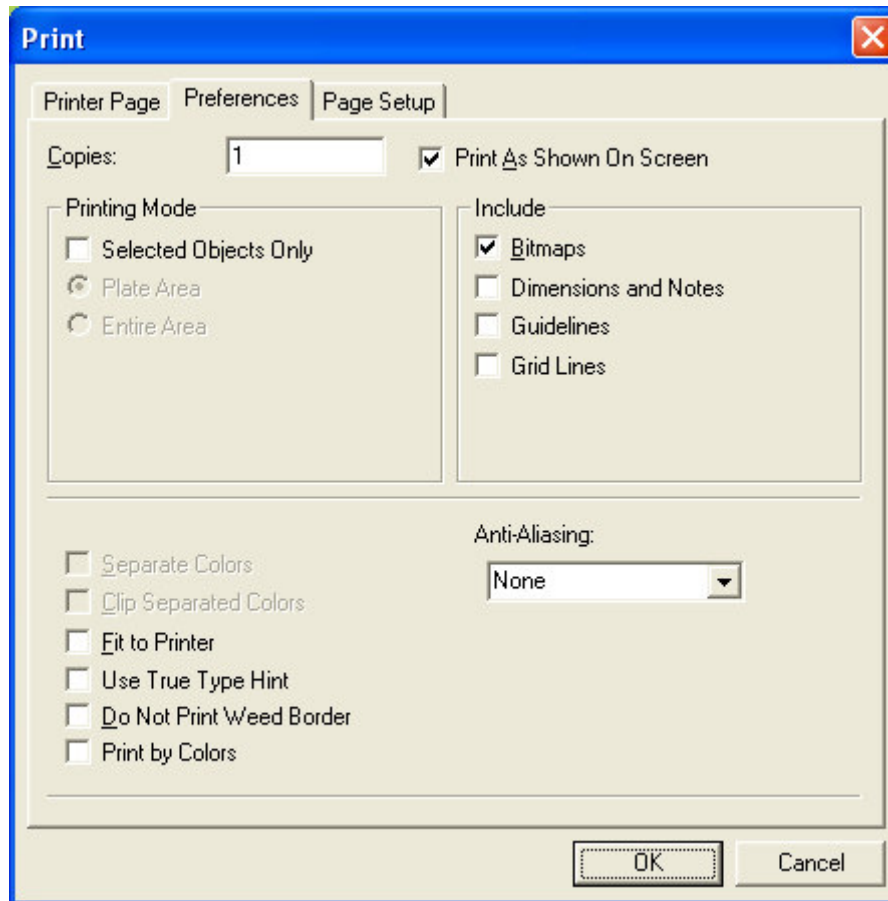 Print
Printer Page Preferences Page Setup
Copies: 1 Print As Shown On Screen
Printing Mode
Selected Objects Only
Plate Area
Entire Area
Include
Bitmaps
Dimensions and Notes
Guidelines
Grid Lines
Separate Colors
Clip Separated Colors
Fit to Printer
Use True Type Hint
Do Not Print Weed Border
Print by Colors
Anti-Aliasing:
None
OK Cancel